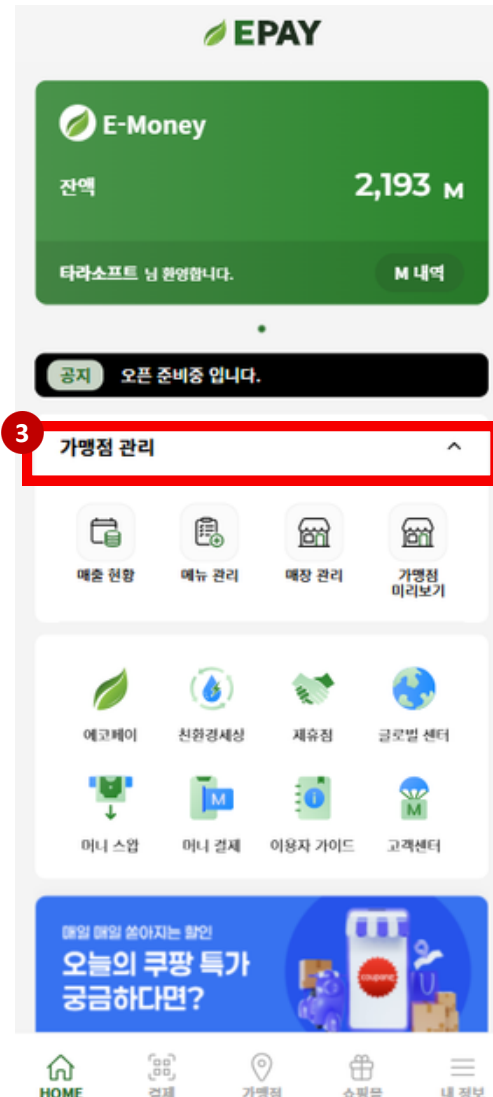 EPAY
E-Money
잔액 2,193 M
타라소프트 님 환영합니다. M 내역
공지 오픈 준비중 입니다.
3
가맹점 관리
매출 현황 메뉴 관리 매장 관리 가맹점
미리보기
에코페이 친환경세상 제휴점 글로벌 센터
머니 스왑 머니 결제 이용자 가이드 고객센터
M
M
매일 매일 쏟아지는 할인
오늘의 쿠팡 특가
궁금하다면?
coupang
HOME 결제 가맹점 쇼핑몰 내 정보